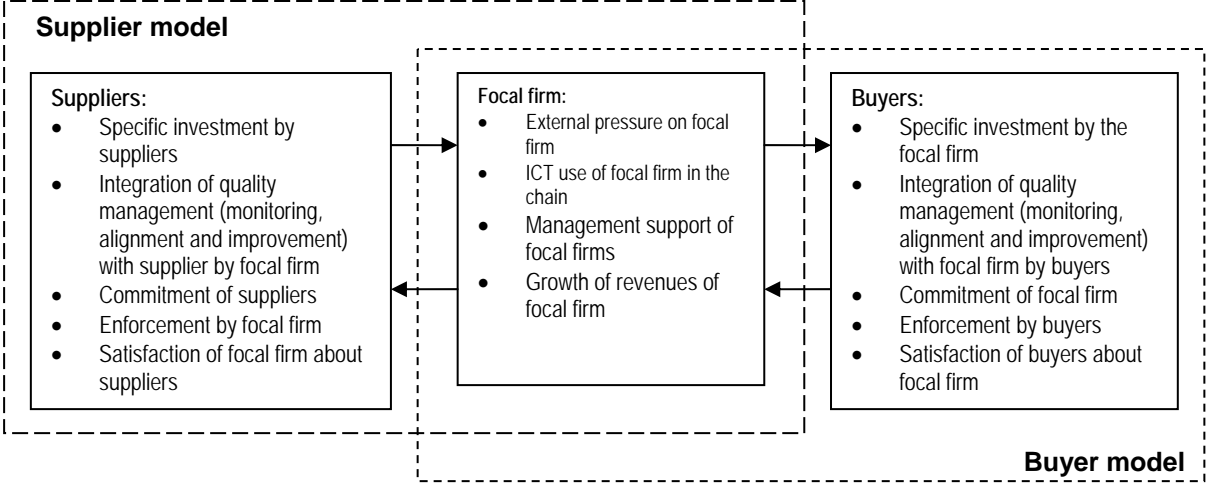 Supplier model
Suppliers:
• Specific investment by
suppliers
• Integration of quality
management (monitoring,
alignment and improvement)
with supplier by focal firm
• Commitment of suppliers
• Enforcement by focal firm
• Satisfaction of focal firm about
suppliers
Focal firm:
• External pressure on focal
firm
• ICT use of focal firm in the
chain
• Management support of
focal firms
• Growth of revenues of
focal firm
Buyers:
• Specific investment by the
focal firm
• Integration of quality
management (monitoring,
alignment and improvement)
with focal firm by buyers
• Commitment of focal firm
• Enforcement by buyers
• Satisfaction of buyers about
focal firm
Buyer model